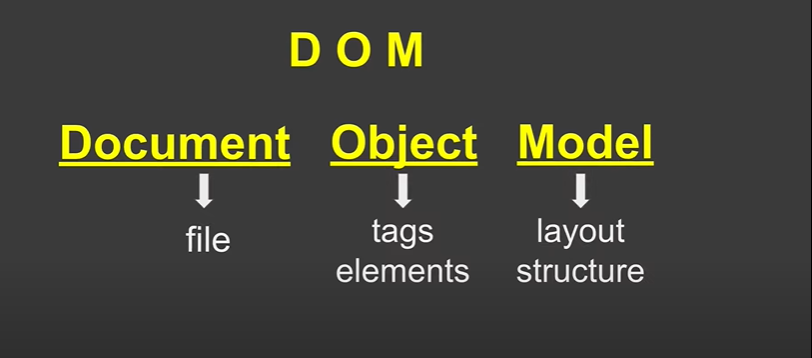 D O M
Document Object Model
file tags layout
elements structure